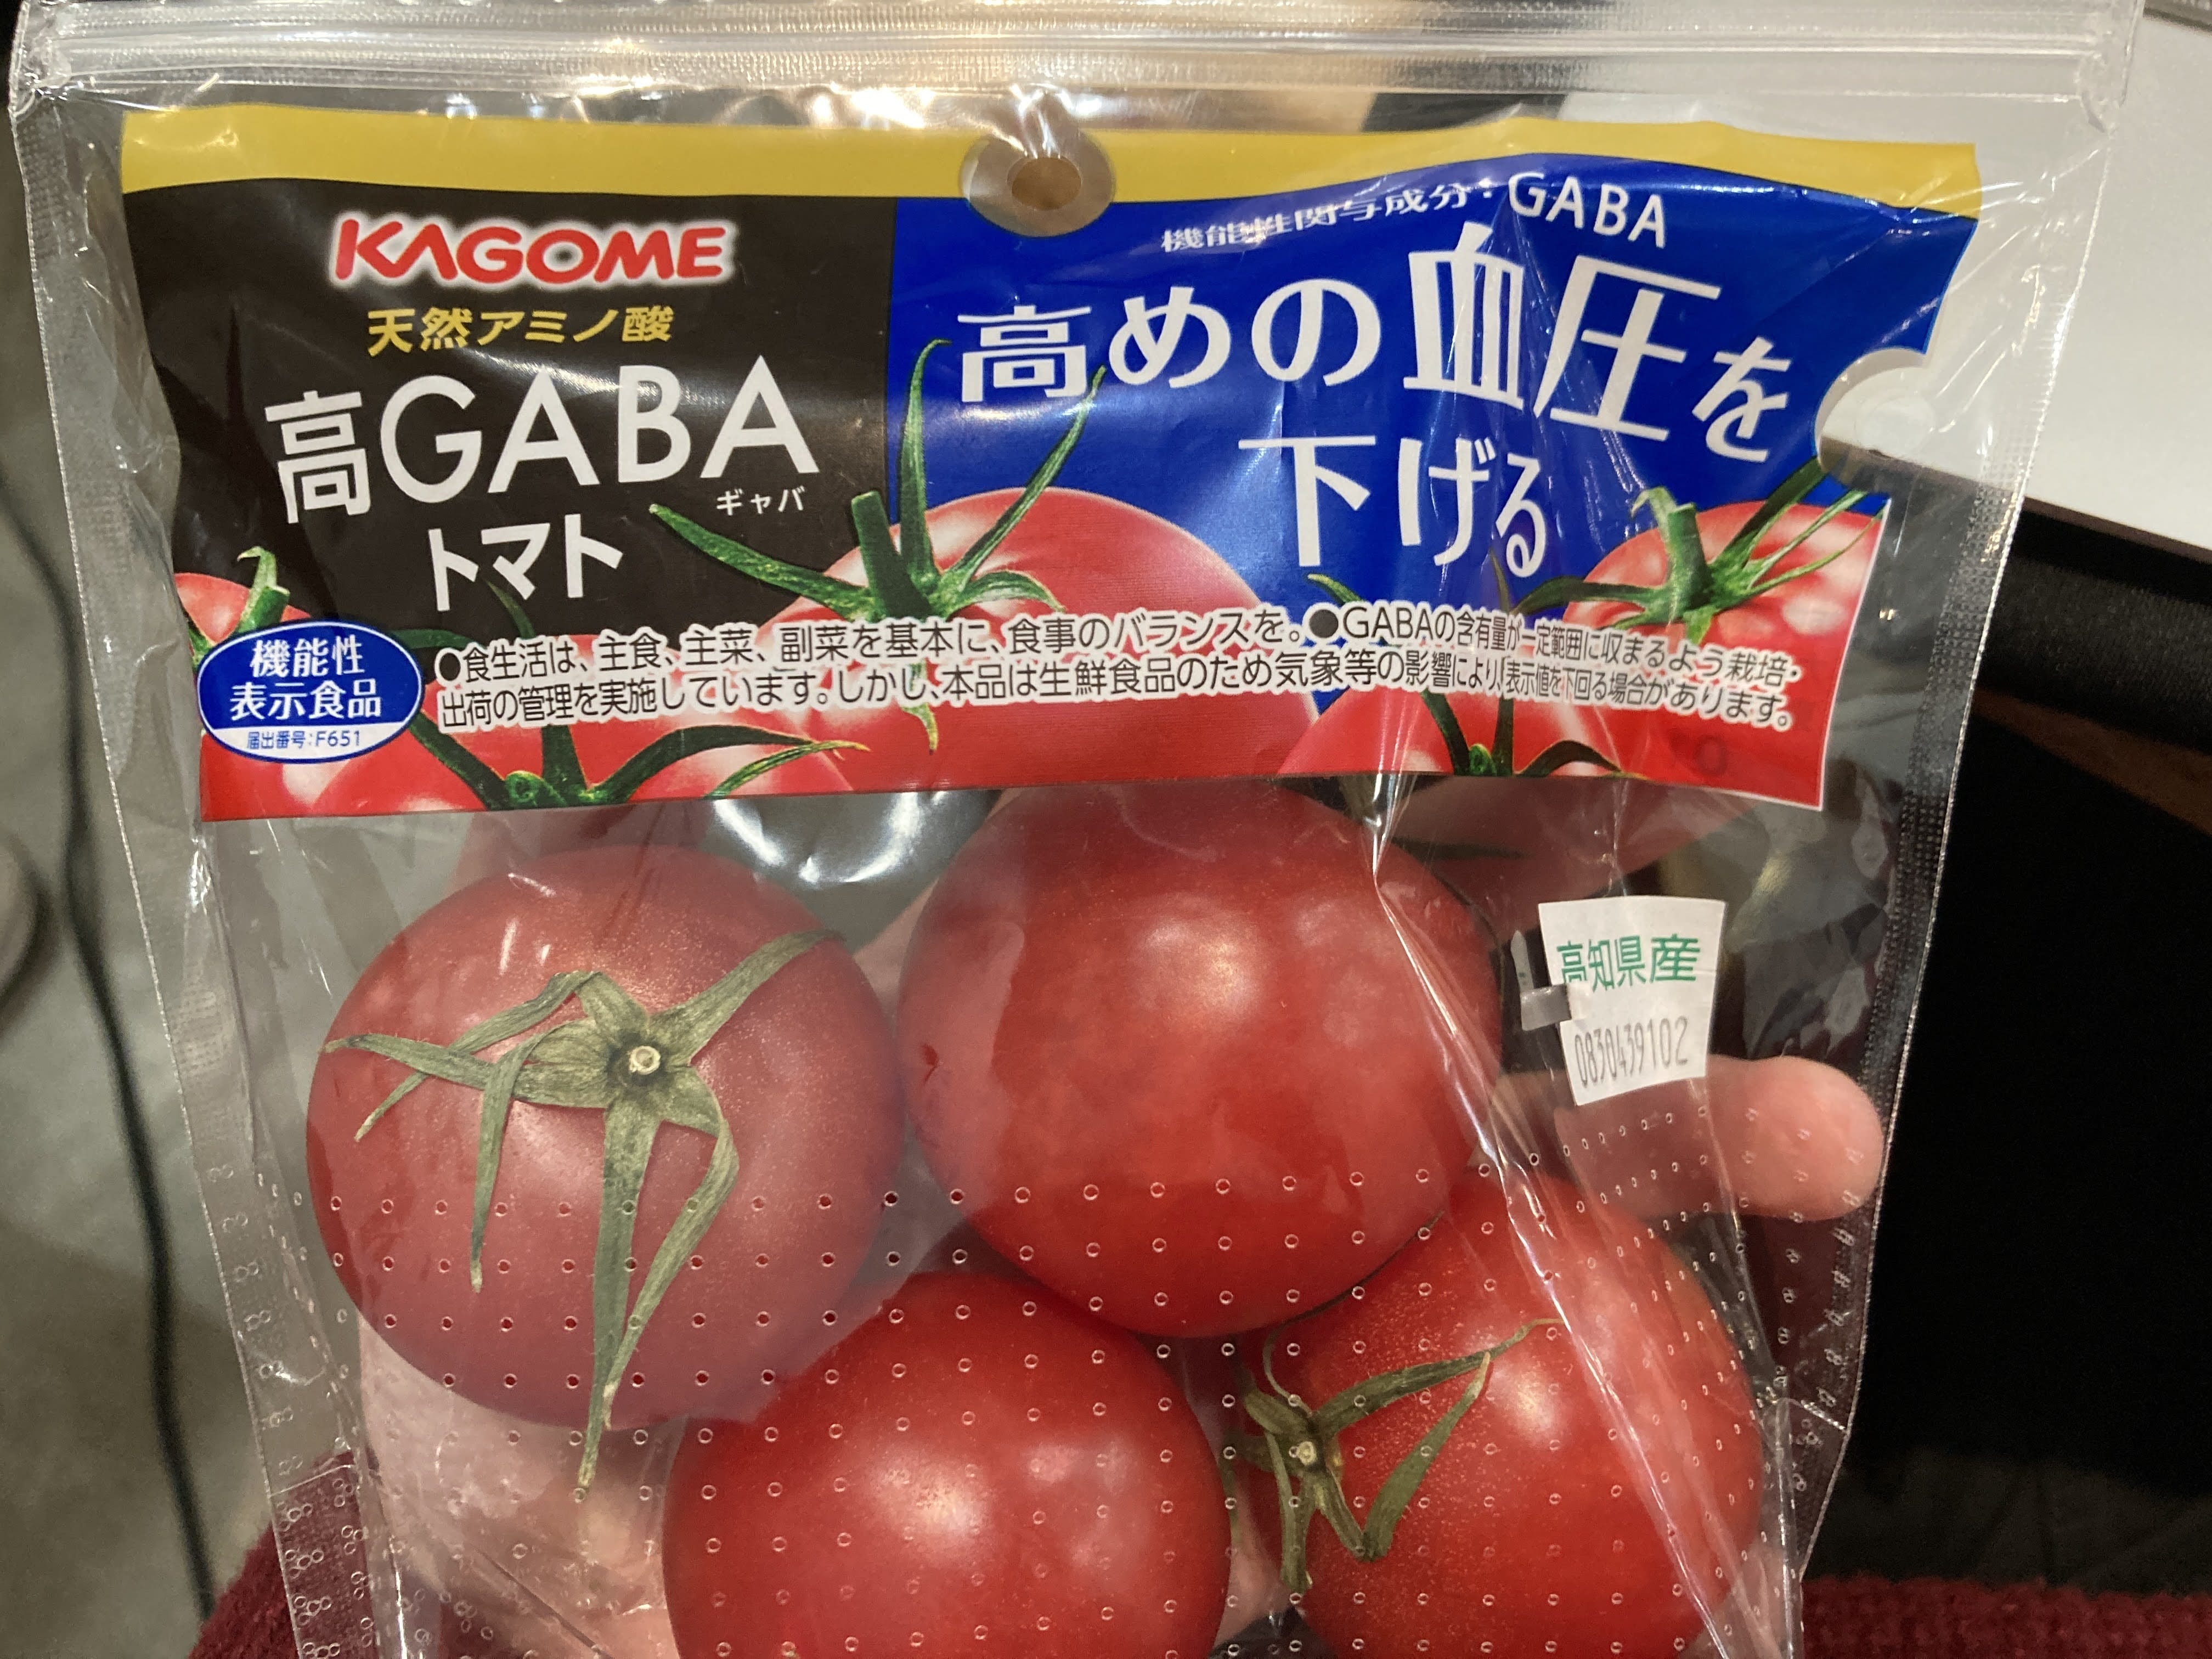 KAGOME
天然アミノ酸
高GABA
ギャバ
トマト
機能性関与成分：GABA
高めの血圧を
下げる
機能性
表示食品
届出番号：F651
●食生活は、主食、主菜、副菜を基本に、食事のバランスを。●GABAの含有量が一定範囲に収まるよう栽培・
出荷の管理を実施しています。しかし、本品は生鮮食品のため気象等の影響により、表示値を下回る場合があります。
高知県産
0830439102